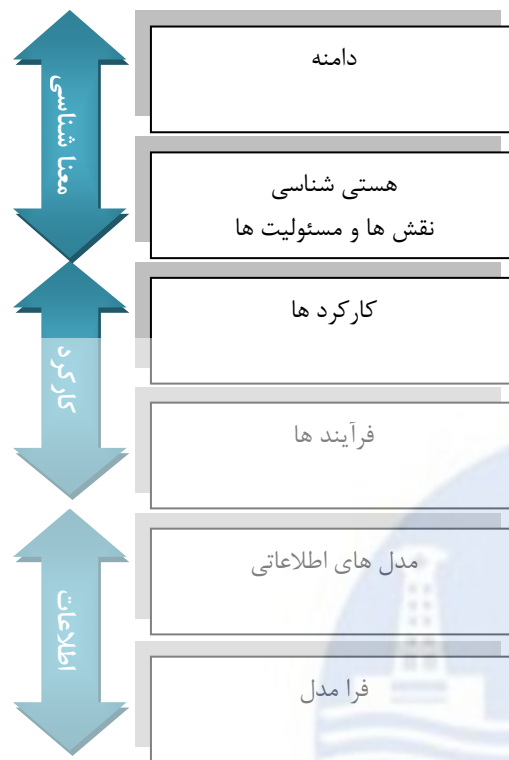 دامنه
معنا شناسی
هستی شناسی
نقش ها و مسئولیت ها
کارکرد ها
کارکرد
فرآیند ها
مدل های اطلاعاتی
اطلاعات
فرا مدل